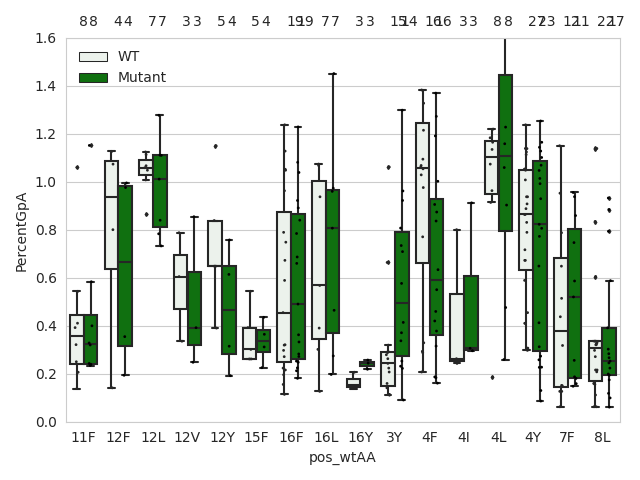 88 44 77 33 54 54 1919 33 1514 1616 33 88 2723 1211 2217
1.6
WT
Mutant
1.4
1.2
1.0
0.8
0.6
0.4
0.2
0.0
PercentGpA
11F 12F 12L 12V 12Y 15F 16F 16L 16Y 3Y 4F 4I 4L 4Y 7F 8L
pos_wtAA